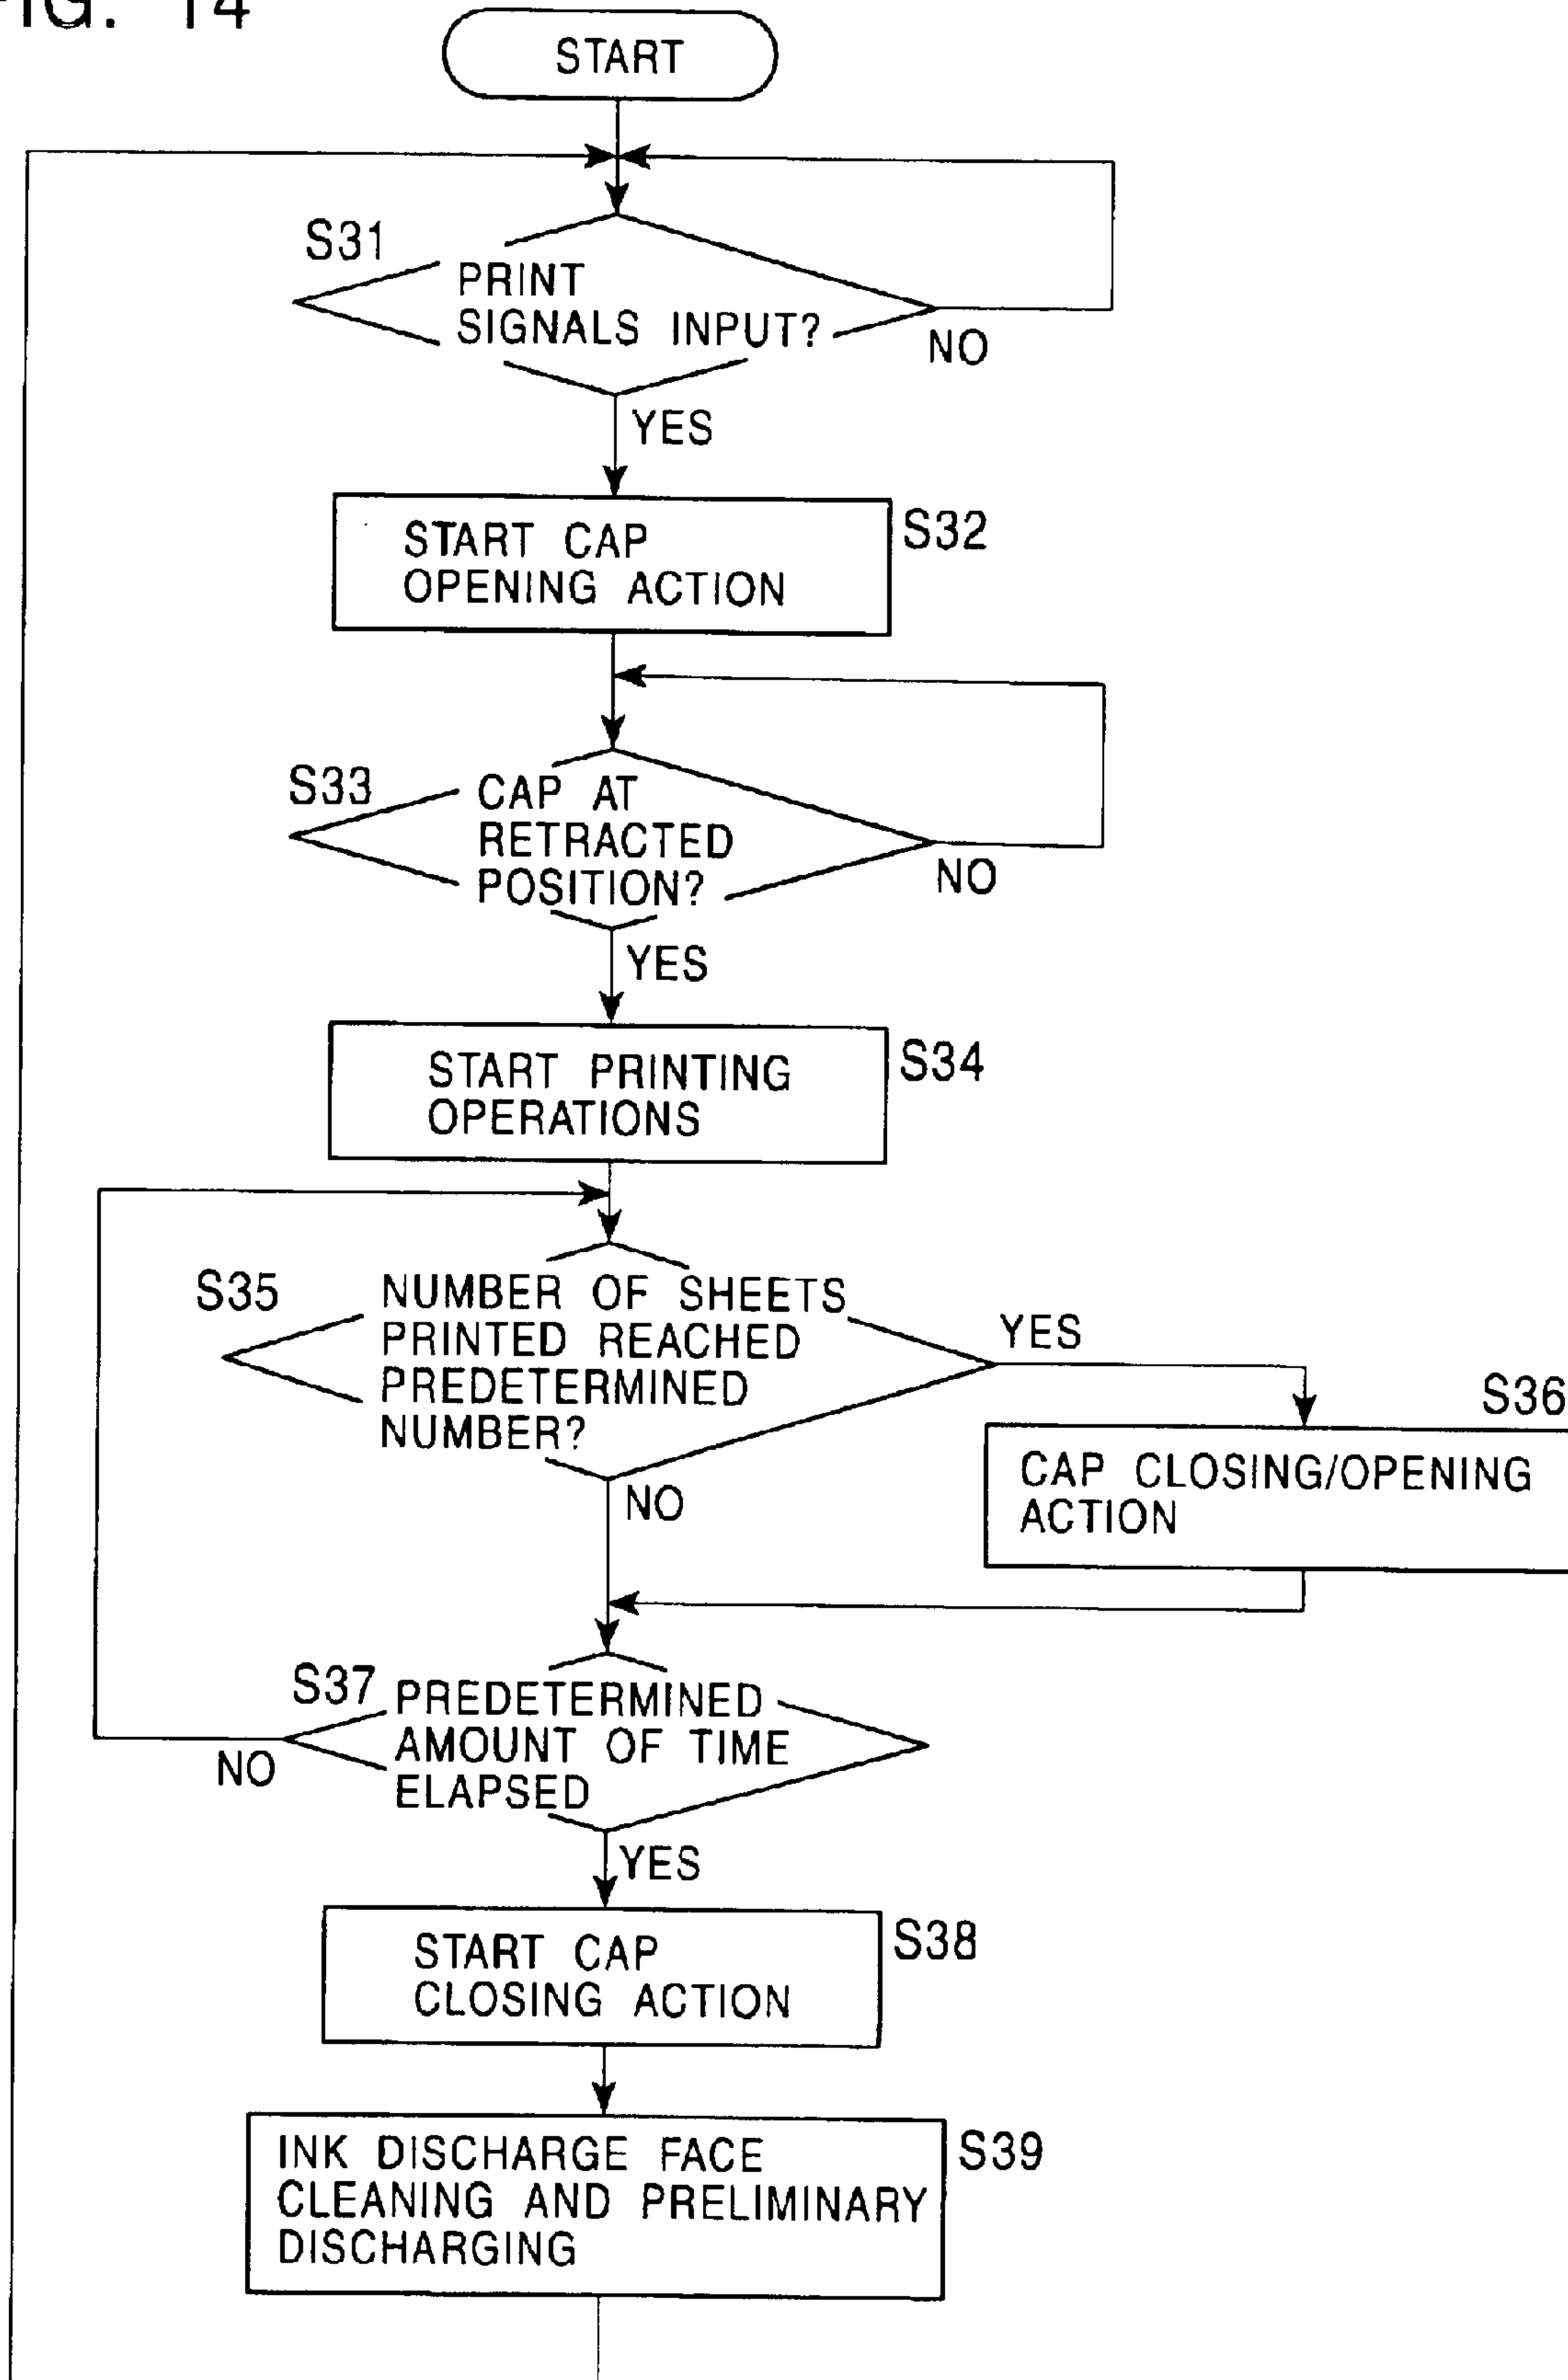 FIG. 14
START
S31
PRINT
SIGNALS INPUT?
NO
YES
START CAP
OPENING ACTION
S32
S33
CAP AT
RETRACTED
POSITION?
NO
YES
START PRINTING
OPERATIONS
S34
S35
NUMBER OF SHEETS
PRINTED REACHED
PREDETERMINED
NUMBER?
YES
NO
S36
CAP CLOSING/OPENING
ACTION
S37
PREDETERMINED
AMOUNT OF TIME
ELAPSED
NO
YES
START CAP
CLOSING ACTION
S38
INK DISCHARGE FACE
CLEANING AND PRELIMINARY
DISCHARGING
S39